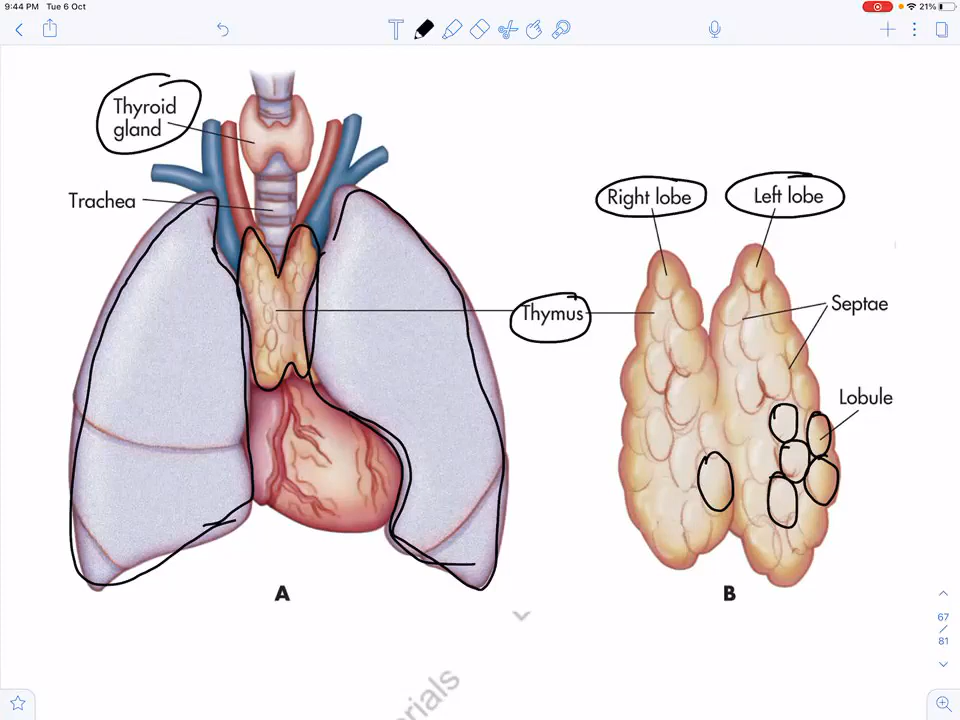 9:44 PM Tue 6 Oct
21%
T
Thyroid
gland
Trachea
Right lobe
Left lobe
Thymus
Septae
Lobule
A
B
67
/
81
erials